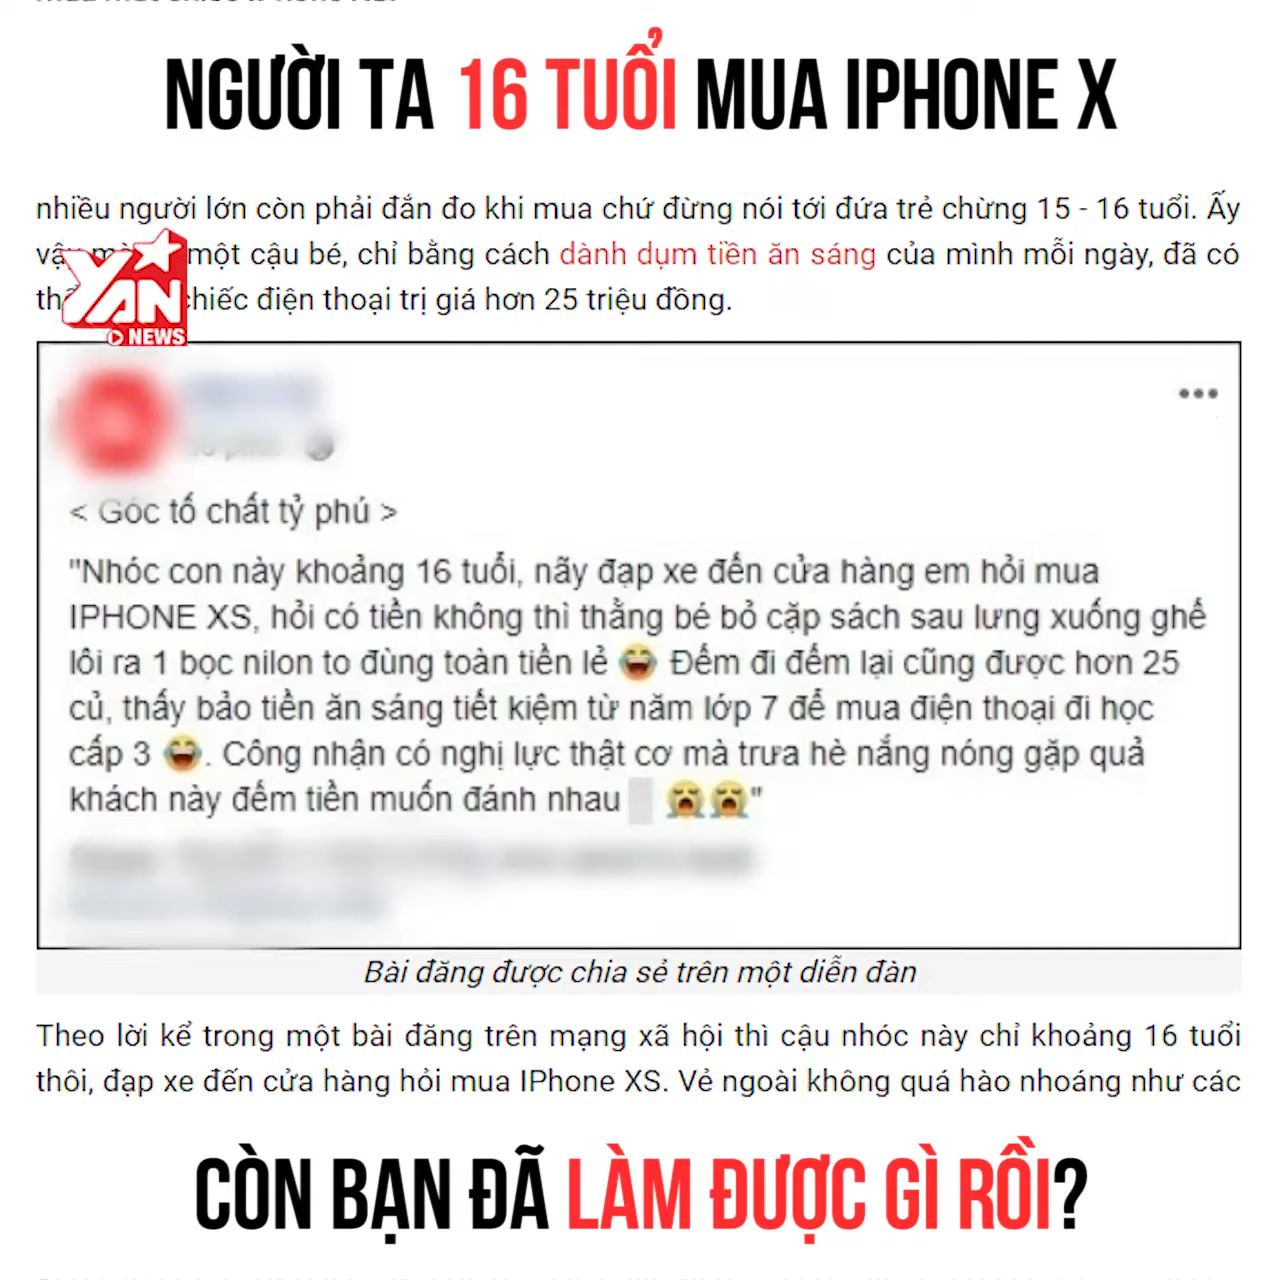 NGƯỜI TA 16 TUỔI MUA IPHONE X
nhiều người lớn còn phải đắn đo khi mua chứ đừng nói tới đứa trẻ chừng 15 - 16 tuổi. Ấy
một cậu bé, chỉ bằng cách dành dụm tiền ăn sáng của mình mỗi ngày, đã có
chiếc điện thoại trị giá hơn 25 triệu đồng.
YAN
NEWS
< Góc tố chất tỷ phú >
"Nhóc con này khoảng 16 tuổi, nãy đạp xe đến cửa hàng em hỏi mua
IPHONE XS, hỏi có tiền không thì thằng bé bỏ cặp sách sau lưng xuống ghế
lôi ra 1 bọc nilon to đùng toàn tiền lẻ 😂 Đếm đi đếm lại cũng được hơn 25
củ, thấy bảo tiền ăn sáng tiết kiệm từ năm lớp 7 để mua điện thoại đi học
cấp 3 😂. Công nhận có nghị lực thật cơ mà trưa hè nắng nóng gặp quả
khách này đếm tiền muốn đánh nhau 😭😭"
Bài đăng được chia sẻ trên một diễn đàn
Theo lời kể trong một bài đăng trên mạng xã hội thì cậu nhóc này chỉ khoảng 16 tuổi
thôi, đạp xe đến cửa hàng hỏi mua IPhone XS. Vẻ ngoài không quá hào nhoáng như các
CÒN BẠN ĐÃ LÀM ĐƯỢC GÌ RỒI?